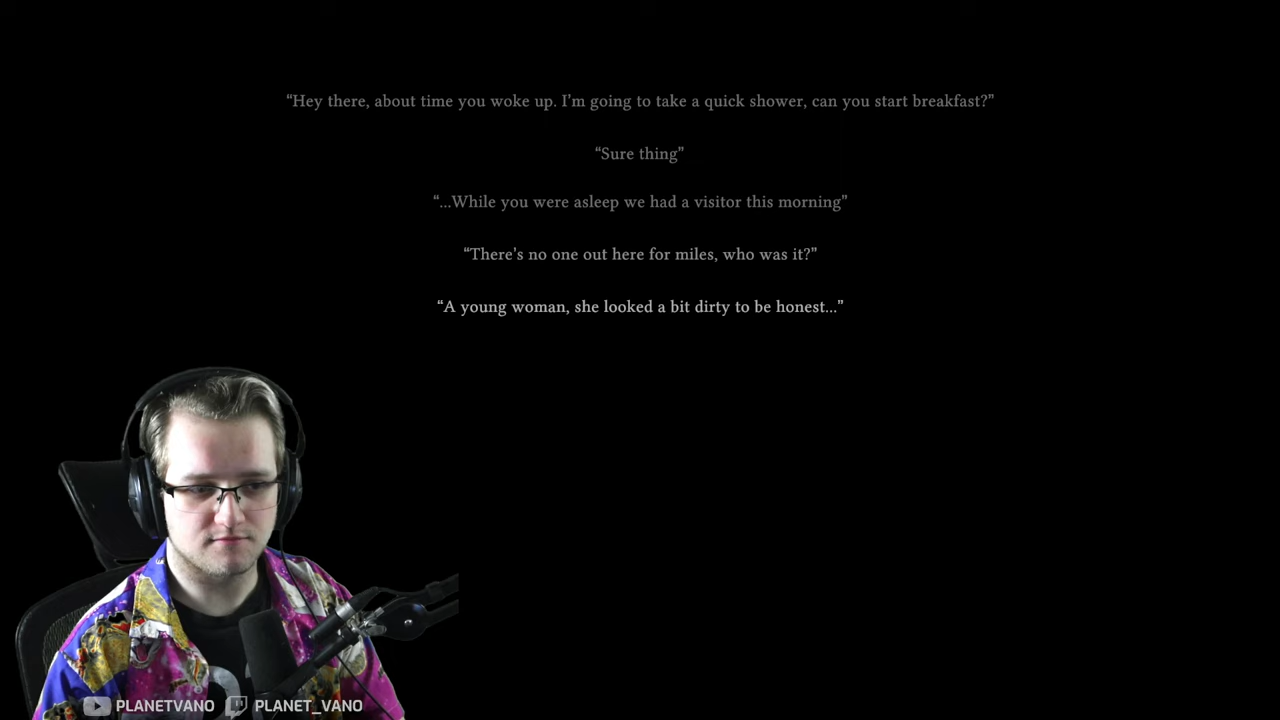 “Hey there, about time you woke up. I’m going to take a quick shower, can you start breakfast?”
“Sure thing”
“...While you were asleep we had a visitor this morning”
“There’s no one out here for miles, who was it?”
“A young woman, she looked a bit dirty to be honest...”
PLANETVANO PLANET_VANO